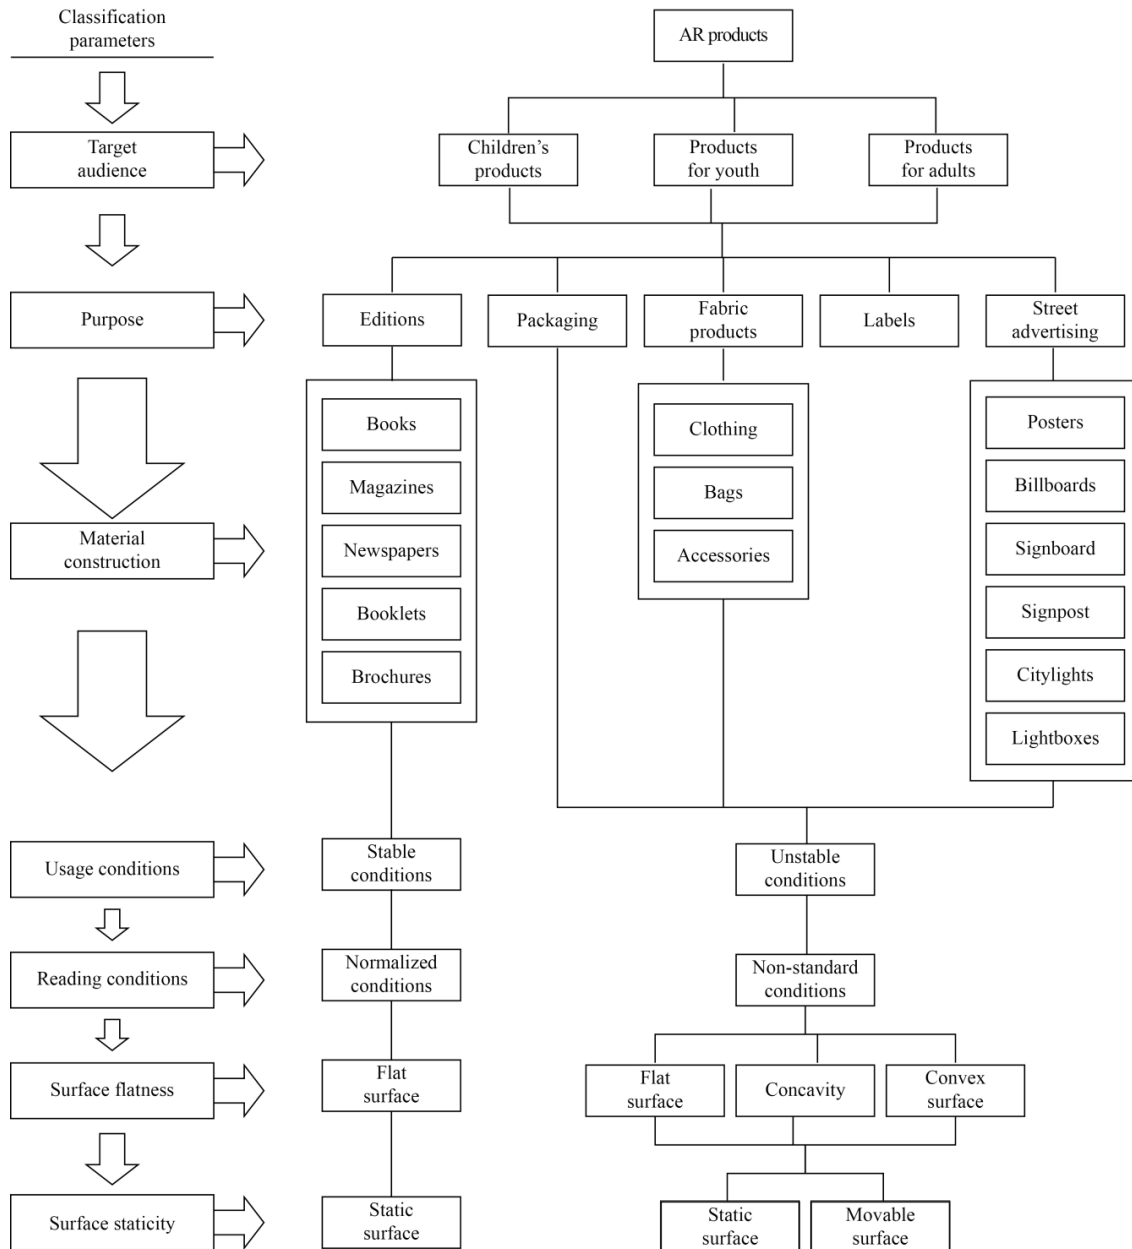 Classification
parameters
AR products
Target
audience
Children's
products
Products
for youth
Products
for adults
Purpose
Editions
Packaging
Fabric
products
Labels
Street
advertising
Books
Magazines
Newspapers
Booklets
Brochures
Clothing
Bags
Accessories
Posters
Billboards
Signboard
Signpost
Citylights
Lightboxes
Material
construction
Usage conditions
Stable
conditions
Unstable
conditions
Reading conditions
Normalized
conditions
Non-standard
conditions
Surface flatness
Flat
surface
Flat
surface
Concavity
Convex
surface
Surface staticity
Static
surface
Static
surface
Movable
surface